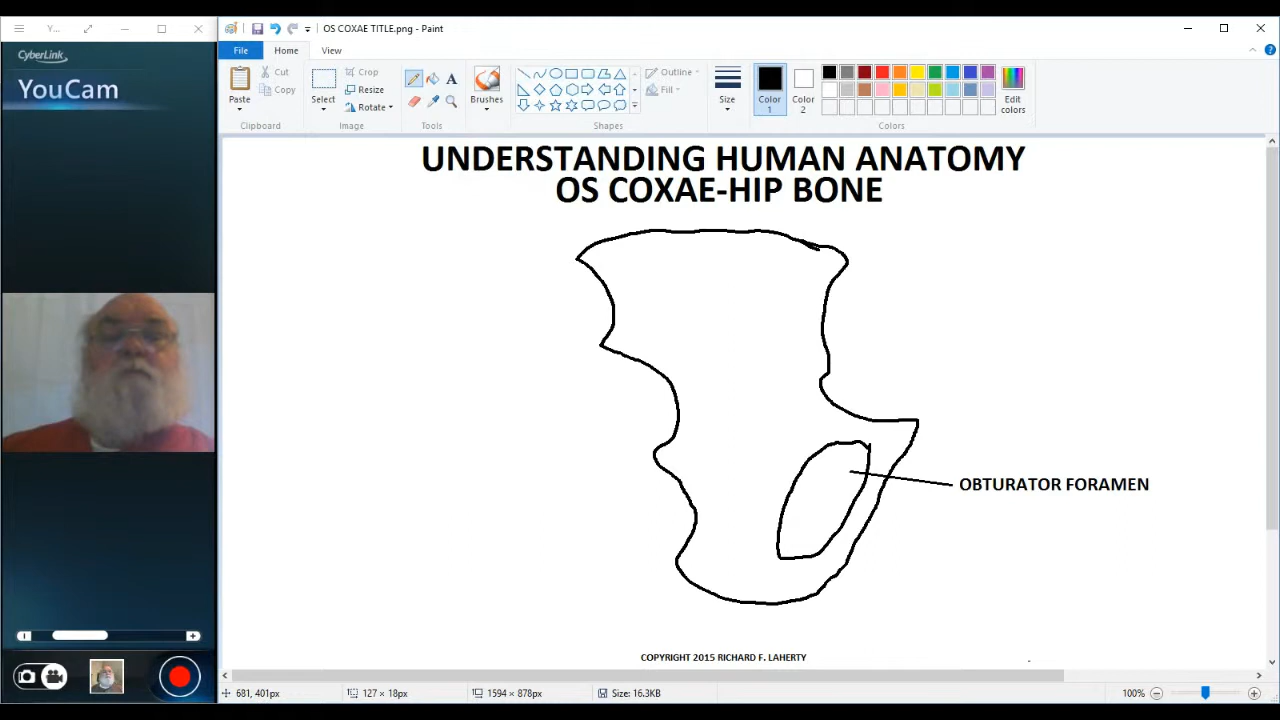 Y...
OS COXAE TITLE.png - Paint
CyberLink
YouCam
File
Home
View
Paste
Cut
Copy
Clipboard
Select
Crop
Resize
Rotate
Image
A
Tools
Brushes
Outline
Fill
Shapes
Size
Color
1
Color
2
Edit
colors
Colors
UNDERSTANDING HUMAN ANATOMY
OS COXAE-HIP BONE
OBTURATOR FORAMEN
COPYRIGHT 2015 RICHARD F. LAHERTY
681, 401px
127 × 18px
1594 × 878px
Size: 16.3KB
100%